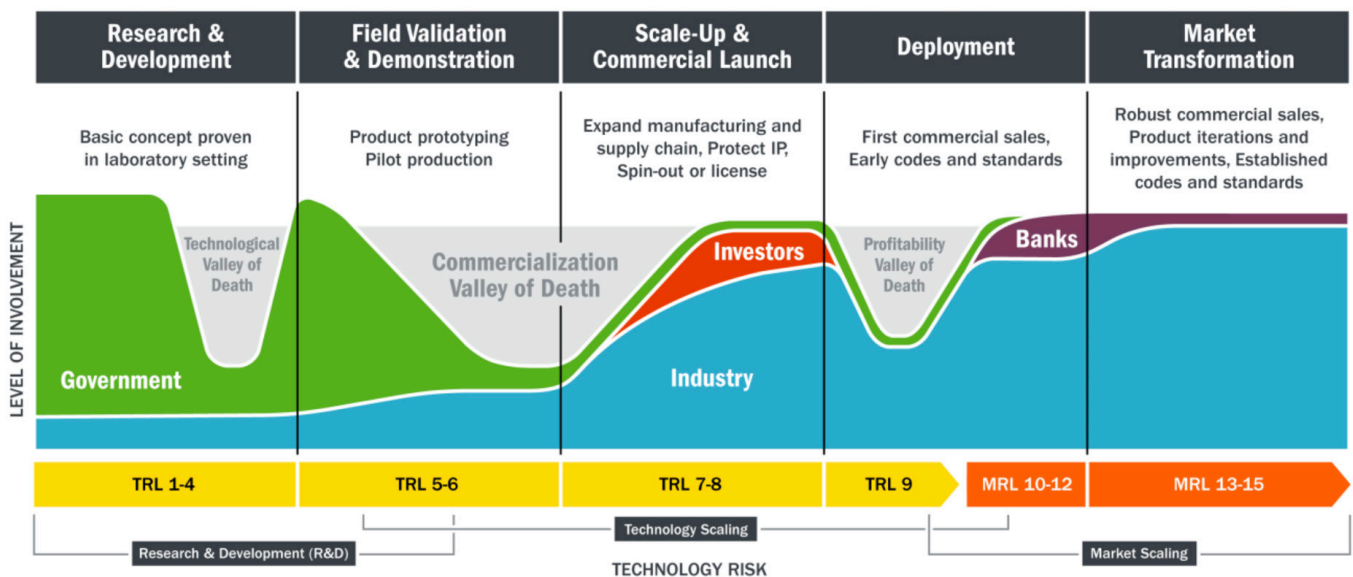 Research &
Development
Field Validation
& Demonstration
Scale-Up &
Commercial Launch
Deployment
Market
Transformation
Basic concept proven
in laboratory setting
Product prototyping
Pilot production
Expand manufacturing and
supply chain, Protect IP,
Spin-out or license
First commercial sales,
Early codes and standards
Robust commercial sales,
Product iterations and
improvements, Established
codes and standards
LEVEL OF INVOLVEMENT
Technological
Valley of
Death
Commercialization
Valley of Death
Investors
Profitability
Valley of
Death
Banks
Government
Industry
TRL 1-4
TRL 5-6
TRL 7-8
TRL 9
MRL 10-12
MRL 13-15
Technology Scaling
Research & Development (R&D)
Market Scaling
TECHNOLOGY RISK